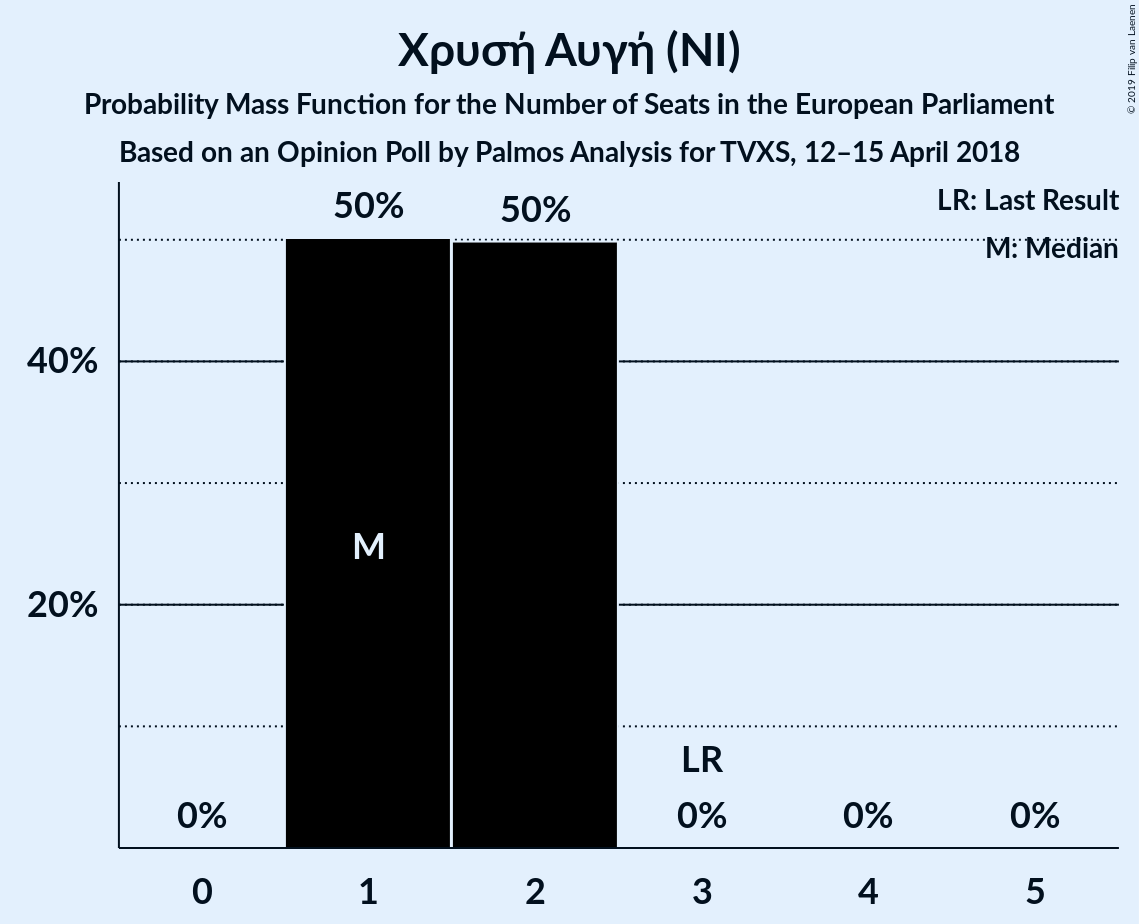 Χρυσή Αυγή (NI)
Probability Mass Function for the Number of Seats in the European Parliament
Based on an Opinion Poll by Palmos Analysis for TVXS, 12–15 April 2018
© 2019 Filip van Laenen
LR: Last Result
M: Median
50%
50%
40%
20%
M
LR
0%
0%
0%
0%
0
1
2
3
4
5